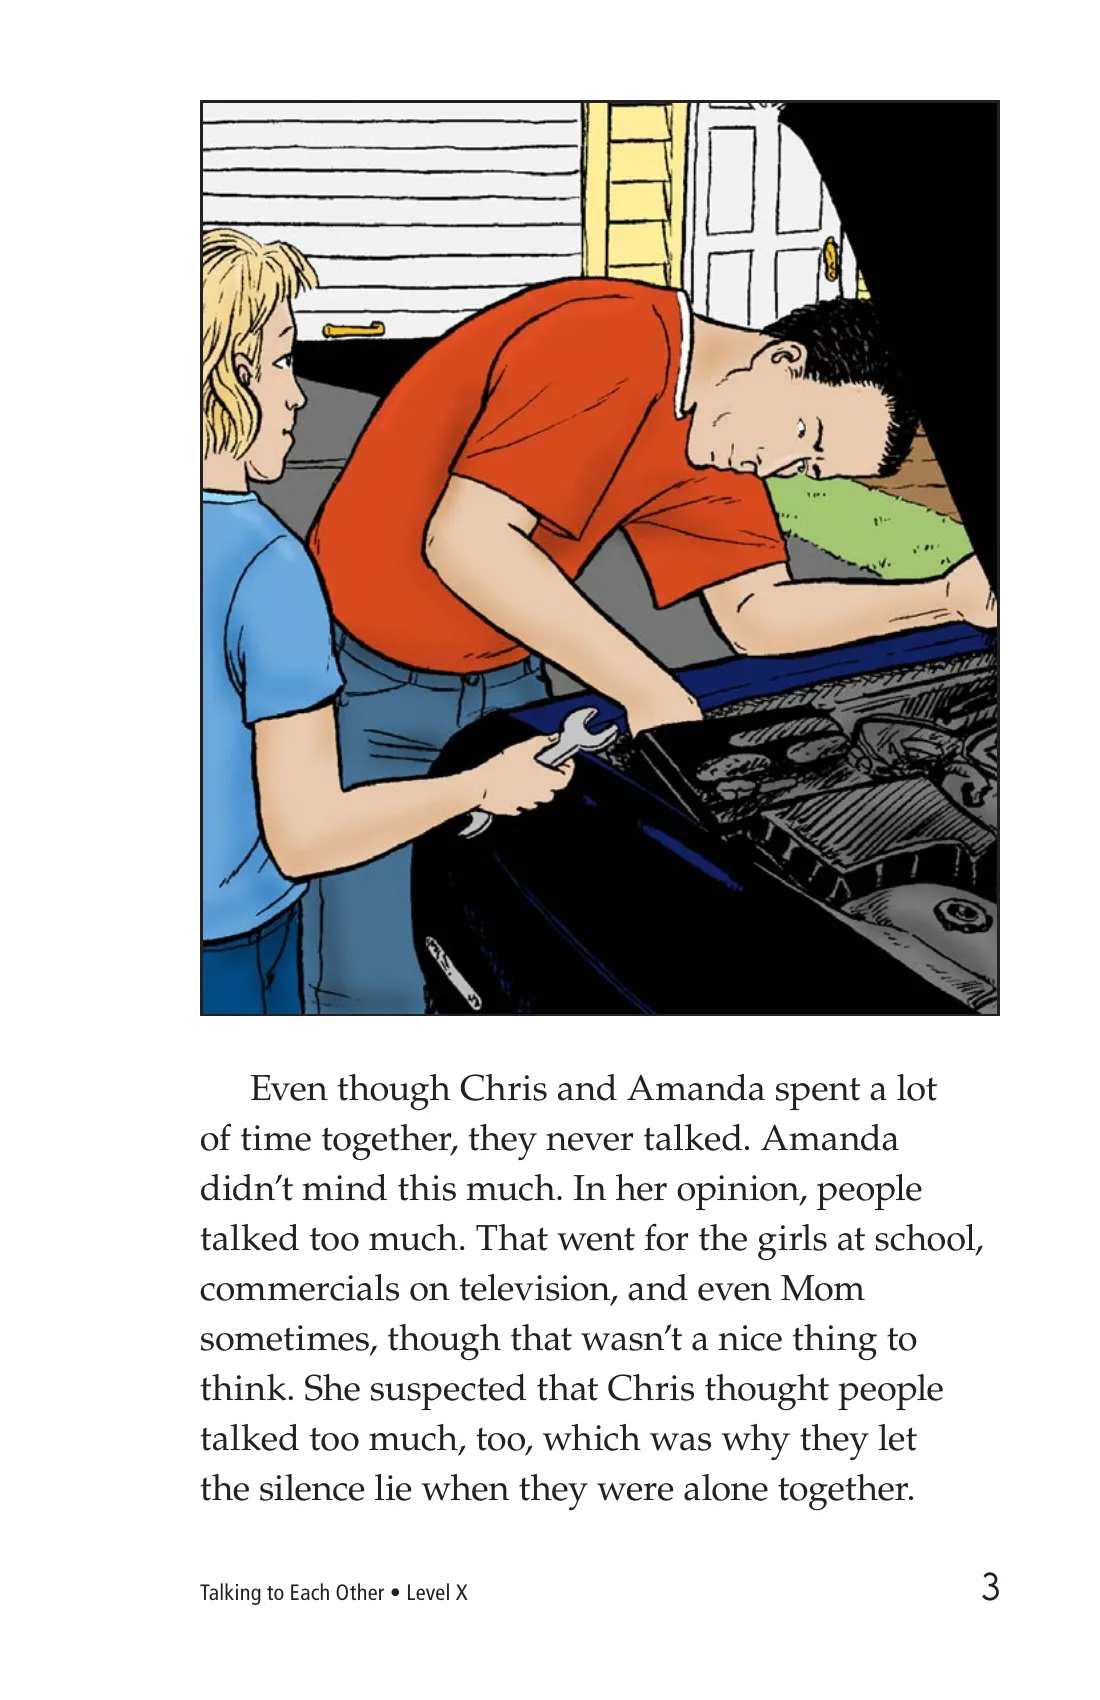 Even though Chris and Amanda spent a lot
of time together, they never talked. Amanda
didn’t mind this much. In her opinion, people
talked too much. That went for the girls at school,
commercials on television, and even Mom
sometimes, though that wasn’t a nice thing to
think. She suspected that Chris thought people
talked too much, too, which was why they let
the silence lie when they were alone together.
Talking to Each Other • Level X
3